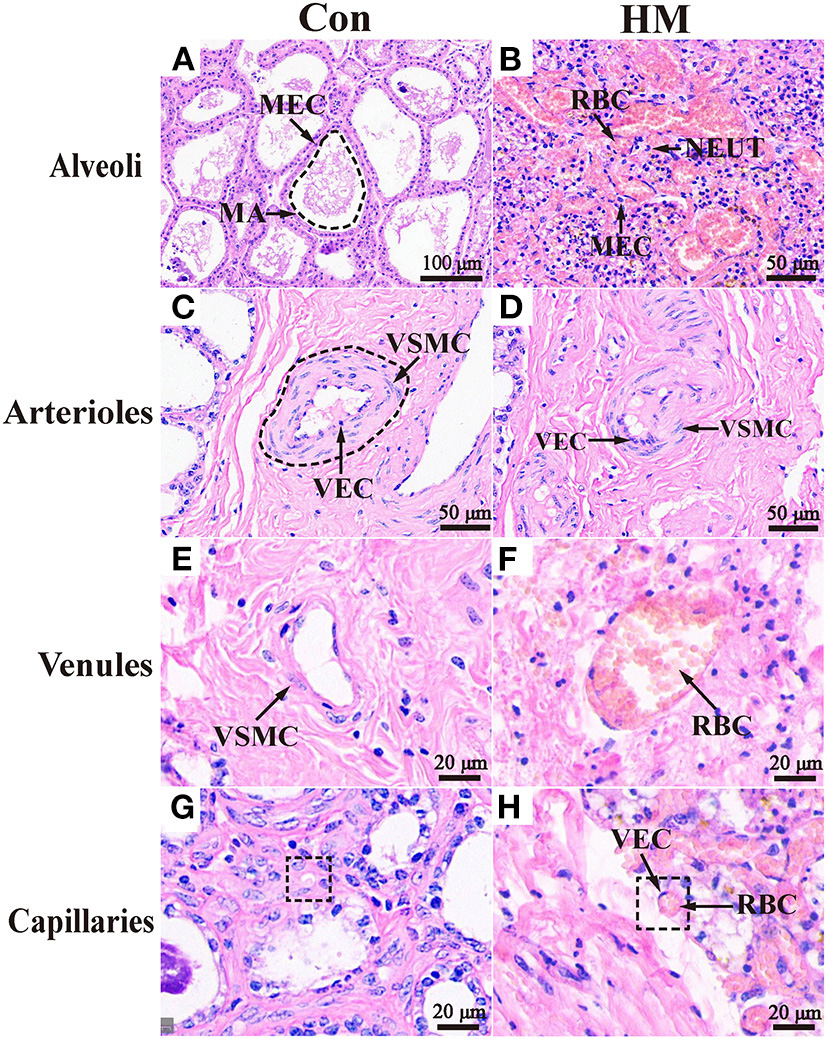 Con HM
A B
MEC RBC
NEUT
Alveoli
MA MEC
100 μm 50 μm
C D
VSMC
Arterioles
VEC VSMC
VEC
50 μm 50 μm
E F
Venules
VSMC RBC
20 μm 20 μm
G H
VEC
Capillaries RBC
20 μm 20 μm